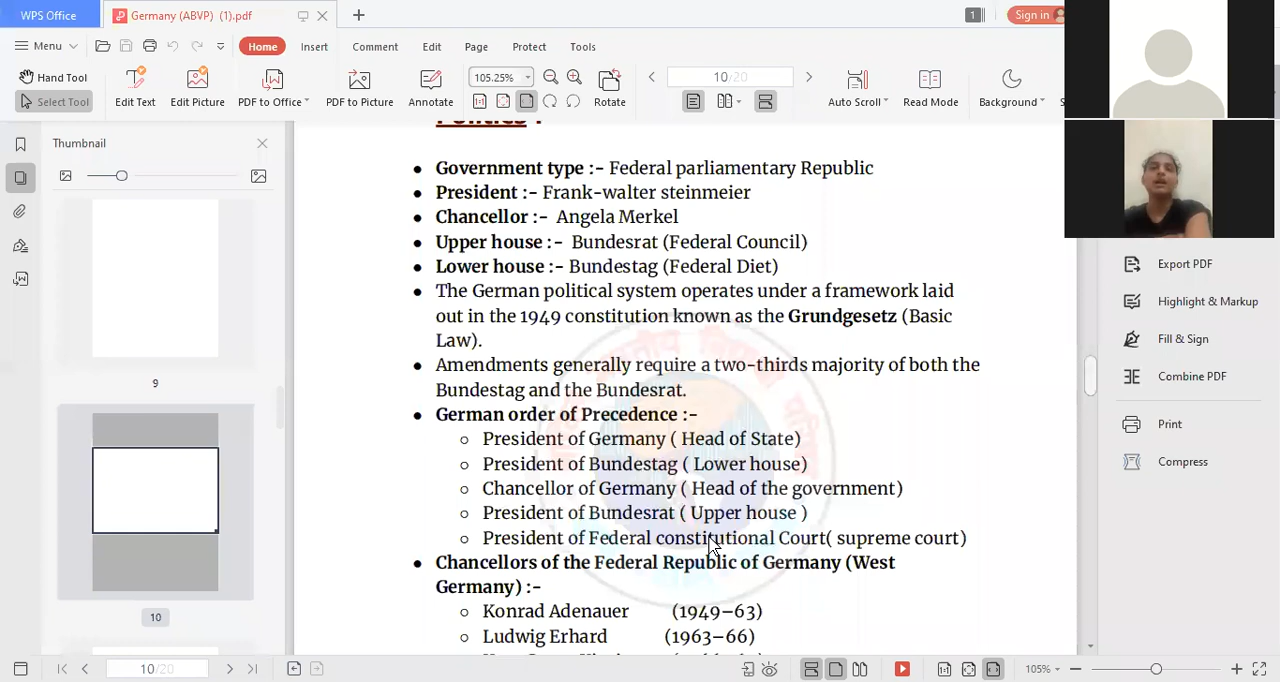 WPS Office
Germany (ABVP) (1).pdf
1
Sign in
Menu
Home
Insert
Comment
Edit
Page
Protect
Tools
Hand Tool
Select Tool
Edit Text
Edit Picture
PDF to Office
PDF to Picture
Annotate
105.25%
Rotate
10/20
Auto Scroll
Read Mode
Background
Thumbnail
9
10
Politics :
Government type :- Federal parliamentary Republic
President :- Frank-walter steinmeier
Chancellor :- Angela Merkel
Upper house :- Bundesrat (Federal Council)
Lower house :- Bundestag (Federal Diet)
The German political system operates under a framework laid
out in the 1949 constitution known as the Grundgesetz (Basic
Law).
Amendments generally require a two-thirds majority of both the
Bundestag and the Bundesrat.
German order of Precedence :-
President of Germany ( Head of State)
President of Bundestag ( Lower house)
Chancellor of Germany ( Head of the government)
President of Bundesrat ( Upper house )
President of Federal constitutional Court( supreme court)
Chancellors of the Federal Republic of Germany (West
Germany) :-
Konrad Adenauer (1949–63)
Ludwig Erhard (1963–66)
Export PDF
Highlight & Markup
Fill & Sign
Combine PDF
Print
Compress
10/20
105%